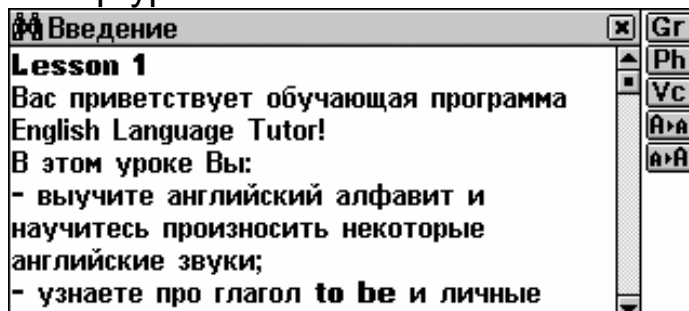 Введение
Lesson 1
Вас приветствует обучающая программа
English Language Tutor!
В этом уроке Вы:
- выучите английский алфавит и
научитесь произносить некоторые
английские звуки;
- узнаете про глагол to be и личные
Gr
Ph
Vc
A▸a
a▸A